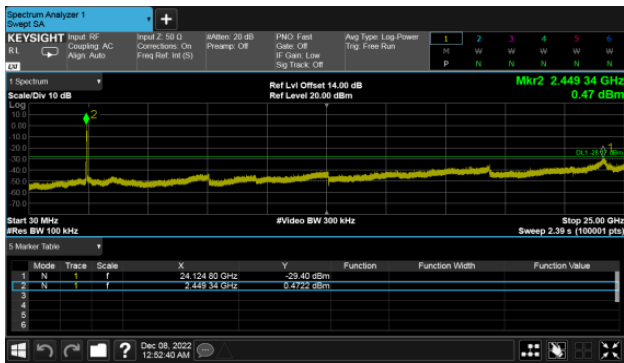 Spectrum Analyzer 1
Swept SA
+
KEYSIGHT Input: RF Input Z: 50 Ω #Atten: 20 dB PNO: Fast Avg Type: Log-Power 1 2 3 4 5 6
RL Coupling: AC Corrections: On Preamp: Off Gate: Off Trig: Free Run M W W W W W
Align: Auto Freq Ref: Int (S) IF Gain: Low
LXI Sig Track: Off P N N N N N
1 Spectrum Ref Lvl Offset 14.00 dB Mkr2 2.449 34 GHz
Scale/Div 10 dB Ref Level 20.00 dBm 0.47 dBm
Log
10.0
0.00
-10.0
-20.0
-30.0
-40.0
-50.0
-60.0
-70.0
2
1
Start 30 MHz #Video BW 300 kHz Stop 25.00 GHz
#Res BW 100 kHz Sweep 2.39 s (100001 pts)
5 Marker Table
Mode Trace Scale X Y Function Function Width Function Value
1 N 1 f 24.124 80 GHz -29.40 dBm
2 N 1 f 2.449 34 GHz 0.4722 dBm
3
4
5
6
? Dec 08, 2022
12:52:40 AM